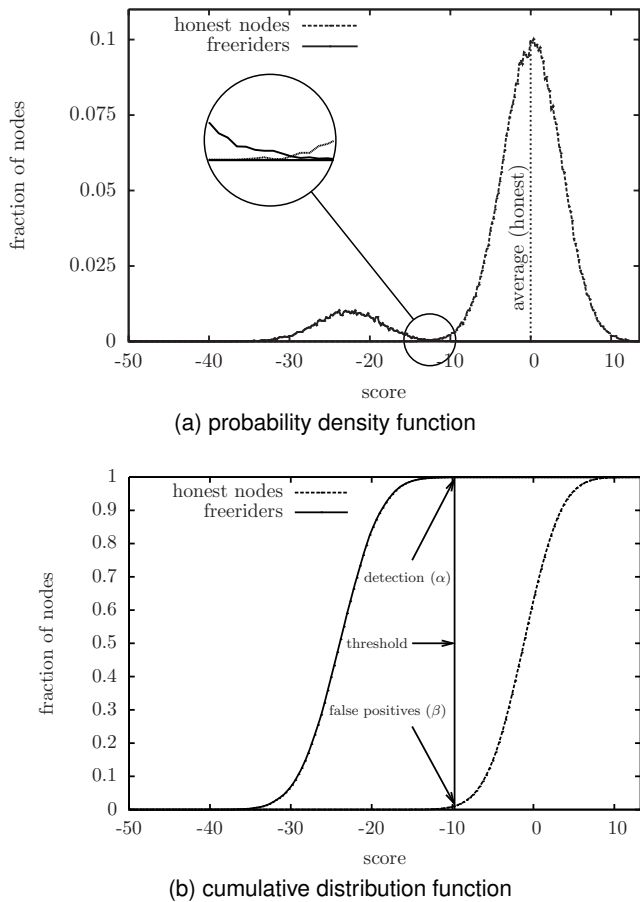 honest nodes
freeriders
0.1
0.075
0.05
0.025
0
fraction of nodes
average (honest)
-50 -40 -30 -20 -10 0 10
score
(a) probability density function
honest nodes
freeriders
1
0.9
0.8
0.7
0.6
0.5
0.4
0.3
0.2
0.1
0
fraction of nodes
detection (α)
threshold
false positives (β)
-50 -40 -30 -20 -10 0 10
score
(b) cumulative distribution function